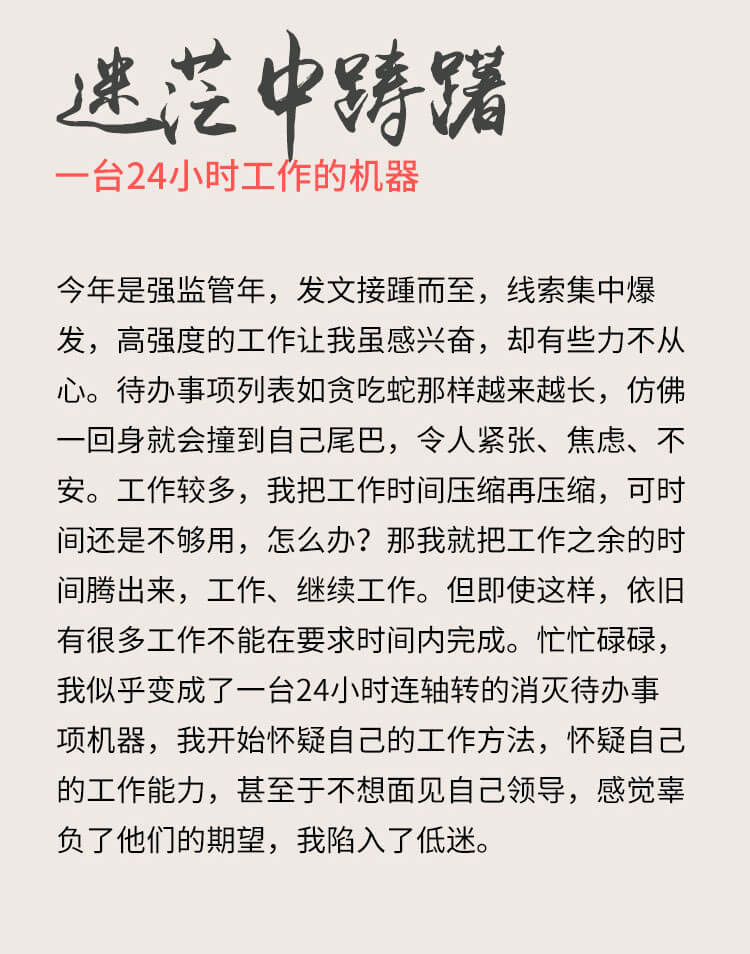 迷茫中踌躇
一台24小时工作的机器
今年是强监管年，发文接踵而至，线索集中爆
发，高强度的工作让我虽感兴奋，却有些力不从
心。待办事项列表如贪吃蛇那样越来越长，仿佛
一回身就会撞到自己尾巴，令人紧张、焦虑、不
安。工作较多，我把工作时间压缩再压缩，可时
间还是不够用，怎么办？那我就把工作之余的时
间腾出来，工作、继续工作。但即使这样，依旧
有很多工作不能在要求时间内完成。忙忙碌碌，
我似乎变成了一台24小时连轴转的消灭待办事
项机器，我开始怀疑自己的工作方法，怀疑自己
的工作能力，甚至于不想面见自己领导，感觉辜
负了他们的期望，我陷入了低迷。